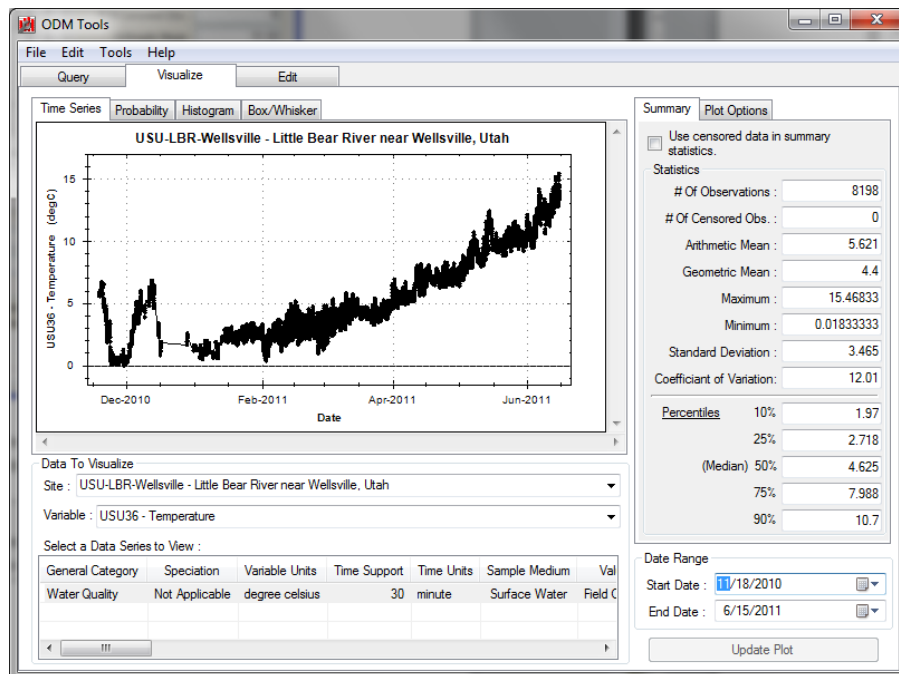 ODM Tools
File Edit Tools Help
Query Visualize Edit
Time Series Probability Histogram Box/Whisker
USU-LBR-Wellsville - Little Bear River near Wellsville, Utah
USU36 - Temperature (degC)
15
10
5
0
Dec-2010 Feb-2011 Apr-2011 Jun-2011
Date
Data To Visualize
Site : USU-LBR-Wellsville - Little Bear River near Wellsville, Utah
Variable : USU36 - Temperature
Select a Data Series to View :
General Category Speciation Variable Units Time Support Time Units Sample Medium Val
Water Quality Not Applicable degree celsius 30 minute Surface Water Field C
Summary Plot Options
Use censored data in summary
statistics.
Statistics
# Of Observations : 8198
# Of Censored Obs. : 0
Arithmetic Mean : 5.621
Geometric Mean : 4.4
Maximum : 15.46833
Minimum : 0.01833333
Standard Deviation : 3.465
Coefficiant of Variation: 12.01
Percentiles 10% 1.97
25% 2.718
(Median) 50% 4.625
75% 7.988
90% 10.7
Date Range
Start Date : 11/18/2010
End Date : 6/15/2011
Update Plot